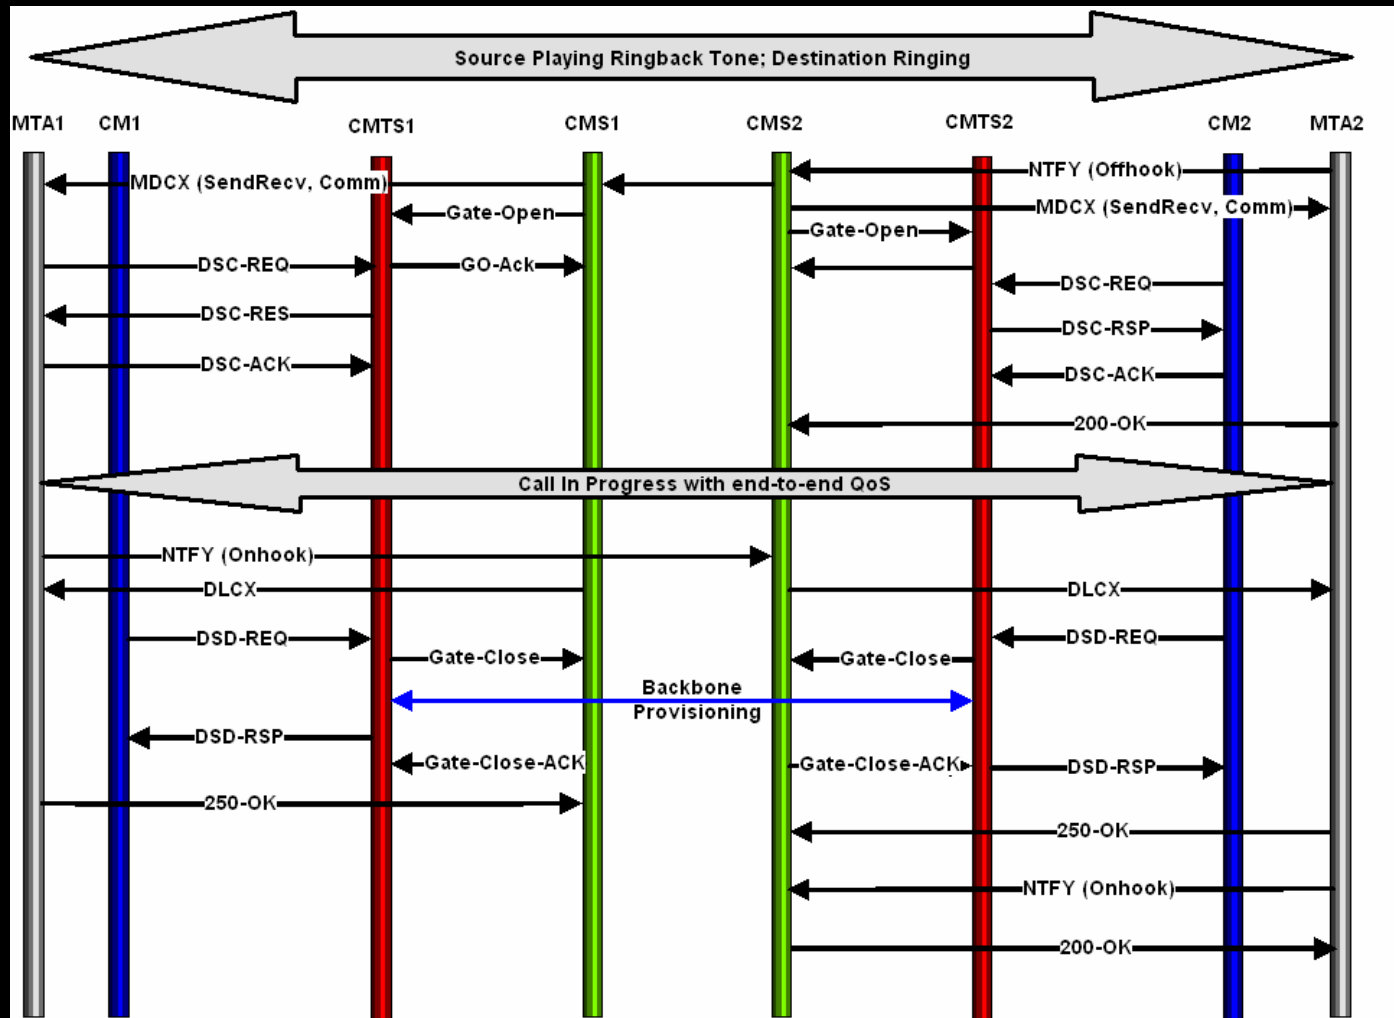 Source Playing Ringback Tone; Destination Ringing
MTA1 CM1 CMTS1 CMS1 CMS2 CMTS2 CM2 MTA2
NTFY (Offhook)
MDCX (SendRecv, Comm)
MDCX (SendRecv, Comm)
Gate-Open
Gate-Open
DSC-REQ GO-Ack
DSC-REQ
DSC-RES
DSC-RSP
DSC-ACK
DSC-ACK
200-OK
Call In Progress with end-to-end QoS
NTFY (Onhook)
DLCX DLCX
DSD-REQ DSD-REQ
Gate-Close Gate-Close
Backbone
Provisioning
DSD-RSP
Gate-Close-ACK Gate-Close-ACK DSD-RSP
250-OK
250-OK
NTFY (Onhook)
200-OK